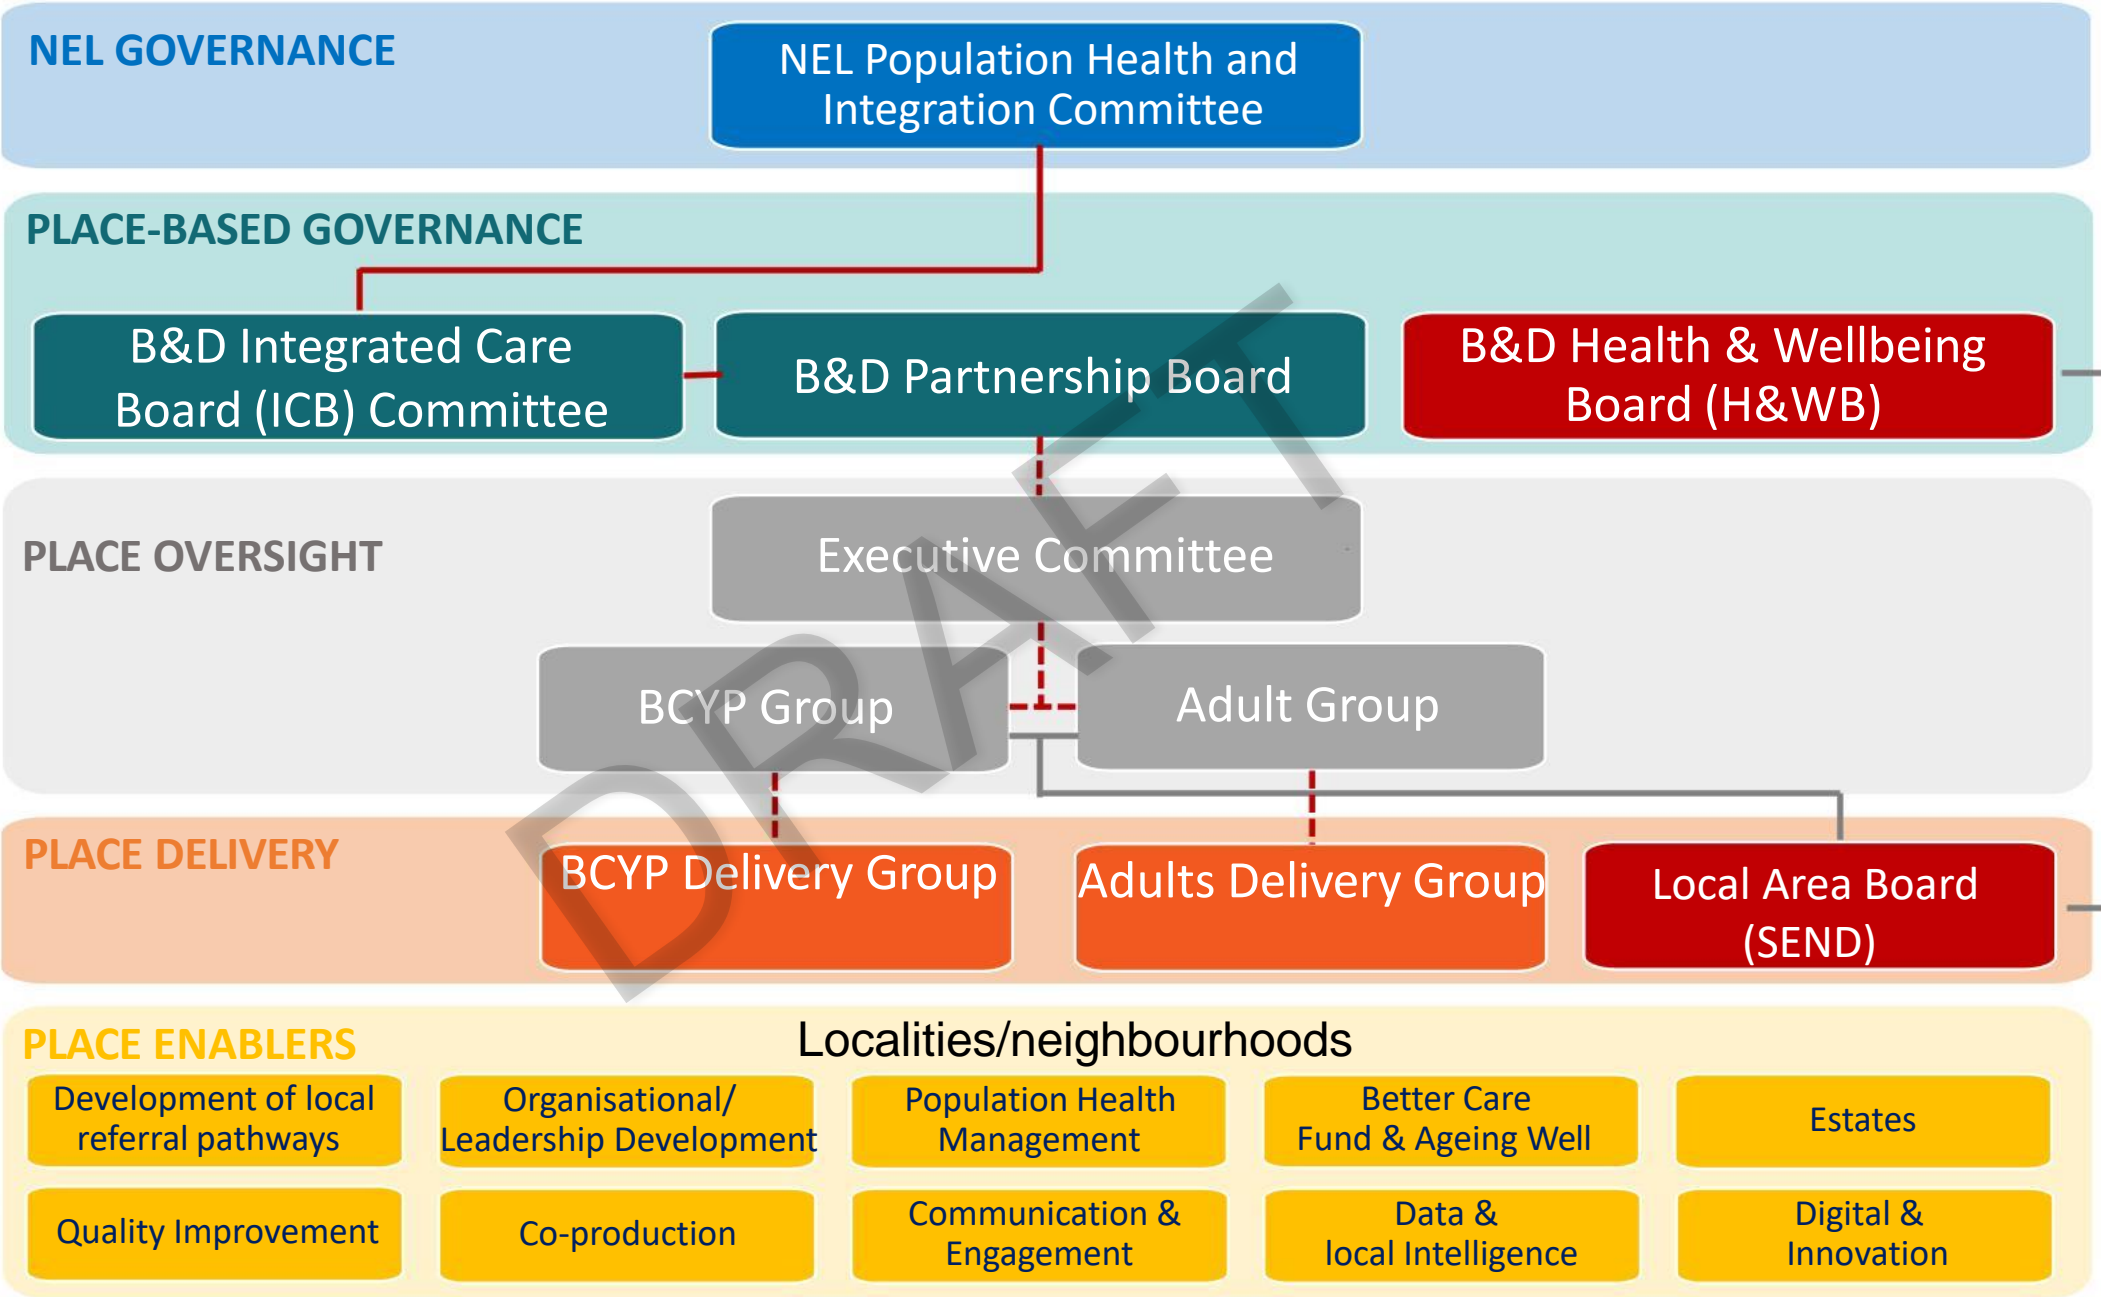 NEL GOVERNANCE
NEL Population Health and
Integration Committee
PLACE-BASED GOVERNANCE
B&D Integrated Care
Board (ICB) Committee
B&D Partnership Board
B&D Health & Wellbeing
Board (H&WB)
PLACE OVERSIGHT
Executive Committee
BCYP Group
Adult Group
DRAFT
PLACE DELIVERY
BCYP Delivery Group
Adults Delivery Group
Local Area Board
(SEND)
PLACE ENABLERS
Localities/neighbourhoods
Development of local
referral pathways
Organisational/
Leadership Development
Population Health
Management
Better Care
Fund & Ageing Well
Estates
Quality Improvement
Co-production
Communication &
Engagement
Data &
local Intelligence
Digital &
Innovation